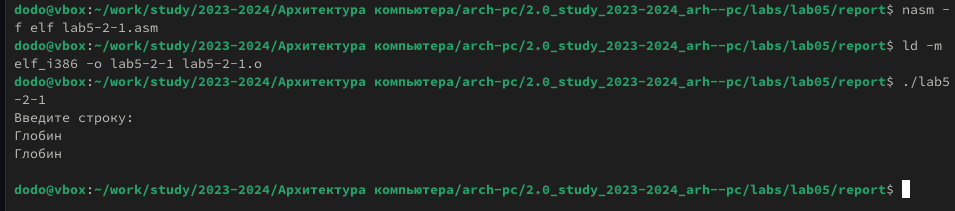 dodo@vbox:~/work/study/2023-2024/Архитектура компьютера/arch-pc/2.0_study_2023-2024_arh--pc/labs/lab05/report$ nasm -
f elf lab5-2-1.asm
dodo@vbox:~/work/study/2023-2024/Архитектура компьютера/arch-pc/2.0_study_2023-2024_arh--pc/labs/lab05/report$ ld -m
elf_i386 -o lab5-2-1 lab5-2-1.o
dodo@vbox:~/work/study/2023-2024/Архитектура компьютера/arch-pc/2.0_study_2023-2024_arh--pc/labs/lab05/report$ ./lab5
-2-1
Введите строку:
Глобин
Глобин
dodo@vbox:~/work/study/2023-2024/Архитектура компьютера/arch-pc/2.0_study_2023-2024_arh--pc/labs/lab05/report$